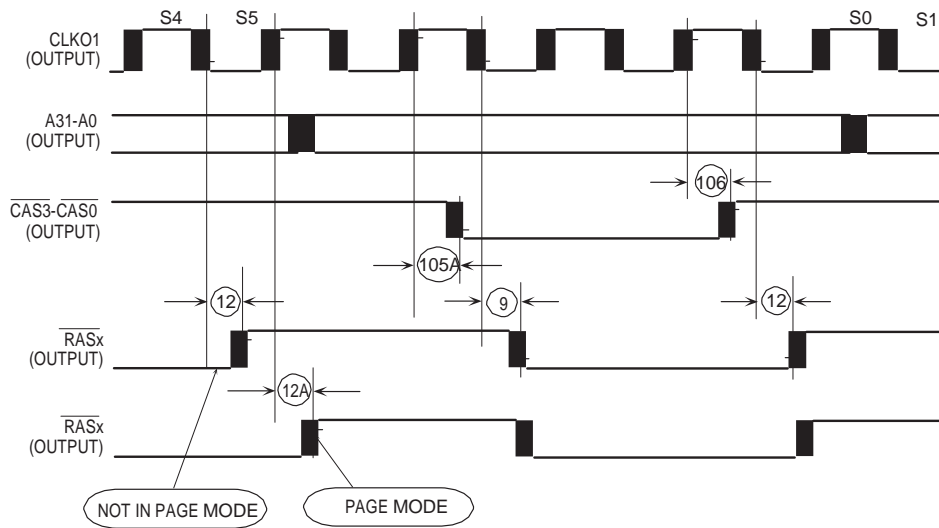 S4 S5 S0 S1
CLKO1
(OUTPUT)
A31-A0
(OUTPUT)
106
CAS3-CAS0
(OUTPUT)
105A
12 9 12
RASx
(OUTPUT)
12A
RASx
(OUTPUT)
NOT IN PAGE MODE PAGE MODE